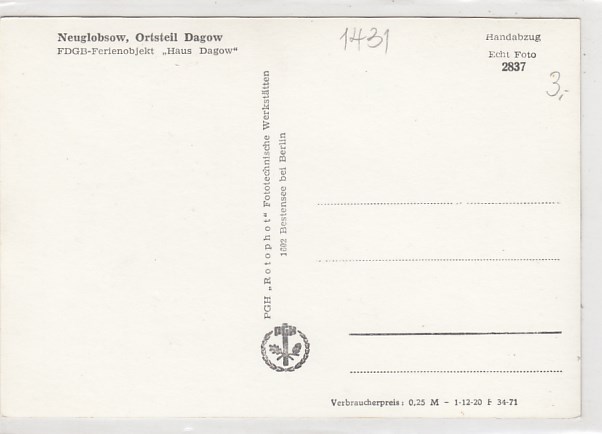 Neuglobsow, Ortsteil Dagow
FDGB-Ferienobjekt „Haus Dagow“
1431
Handabzug
Echt Foto
2837
3,-
PGH „Rotophot“ Fototechnische Werkstätten
1602 Bestensee bei Berlin
PGH
Verbraucherpreis: 0,25 M – 1-12-20 F 34-71